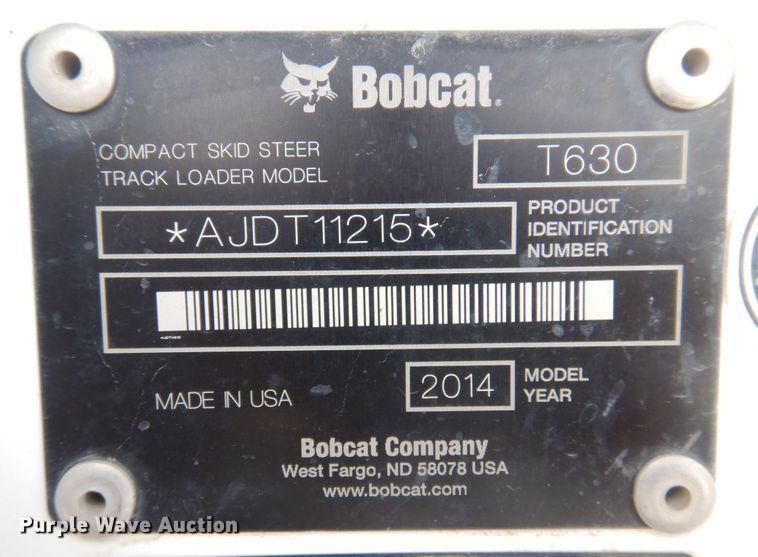 Bobcat®
COMPACT SKID STEER
TRACK LOADER MODEL
T630
*AJDT11215*
PRODUCT
IDENTIFICATION
NUMBER
MADE IN USA
2014
MODEL
YEAR
Bobcat Company
West Fargo, ND 58078 USA
www.bobcat.com
Purple Wave Auction